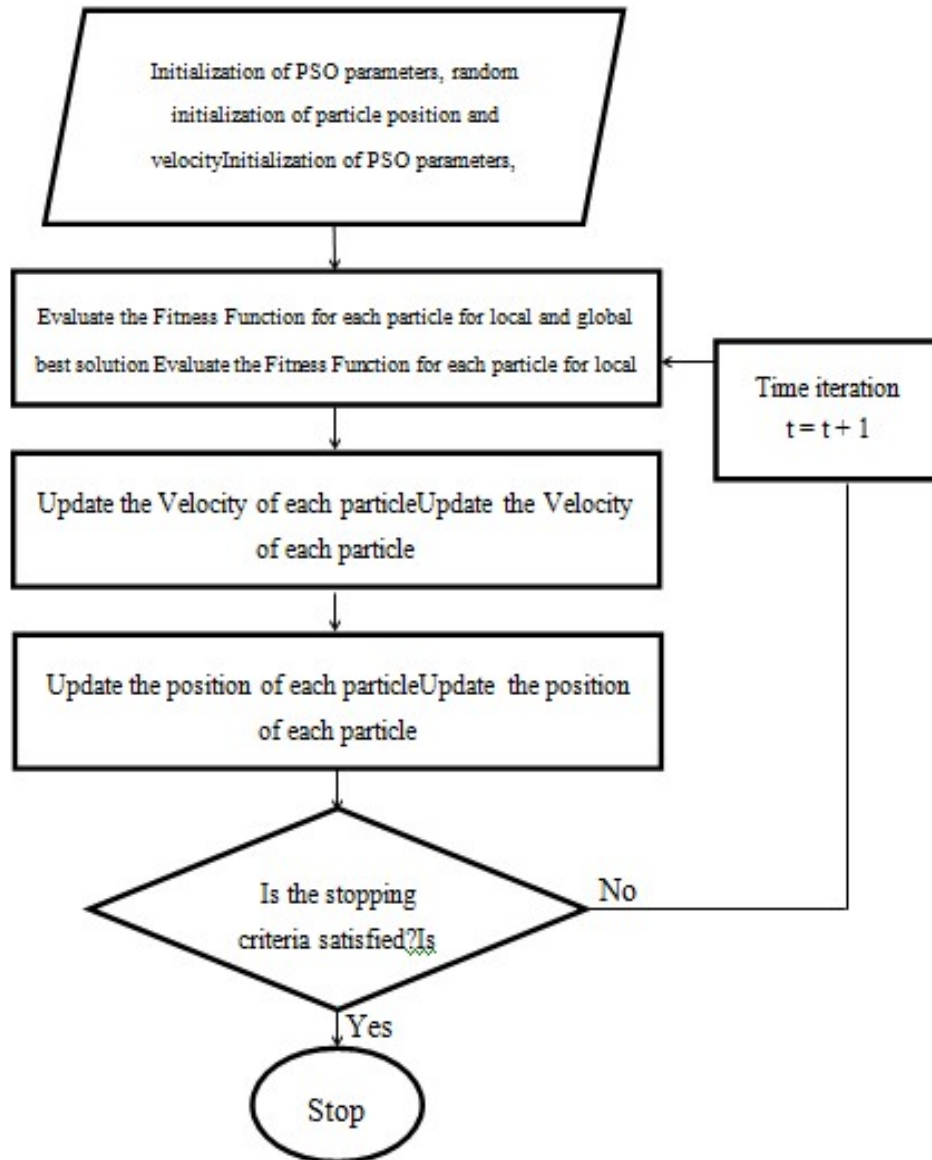 Initialization of PSO parameters, random
initialization of particle position and
velocityInitialization of PSO parameters,
Evaluate the Fitness Function for each particle for local and global
best solution Evaluate the Fitness Function for each particle for local
Time iteration
t = t + 1
Update the Velocity of each particleUpdate the Velocity
of each particle
Update the position of each particleUpdate the position
of each particle
Is the stopping
criteria satisfied?Is
No
Yes
Stop